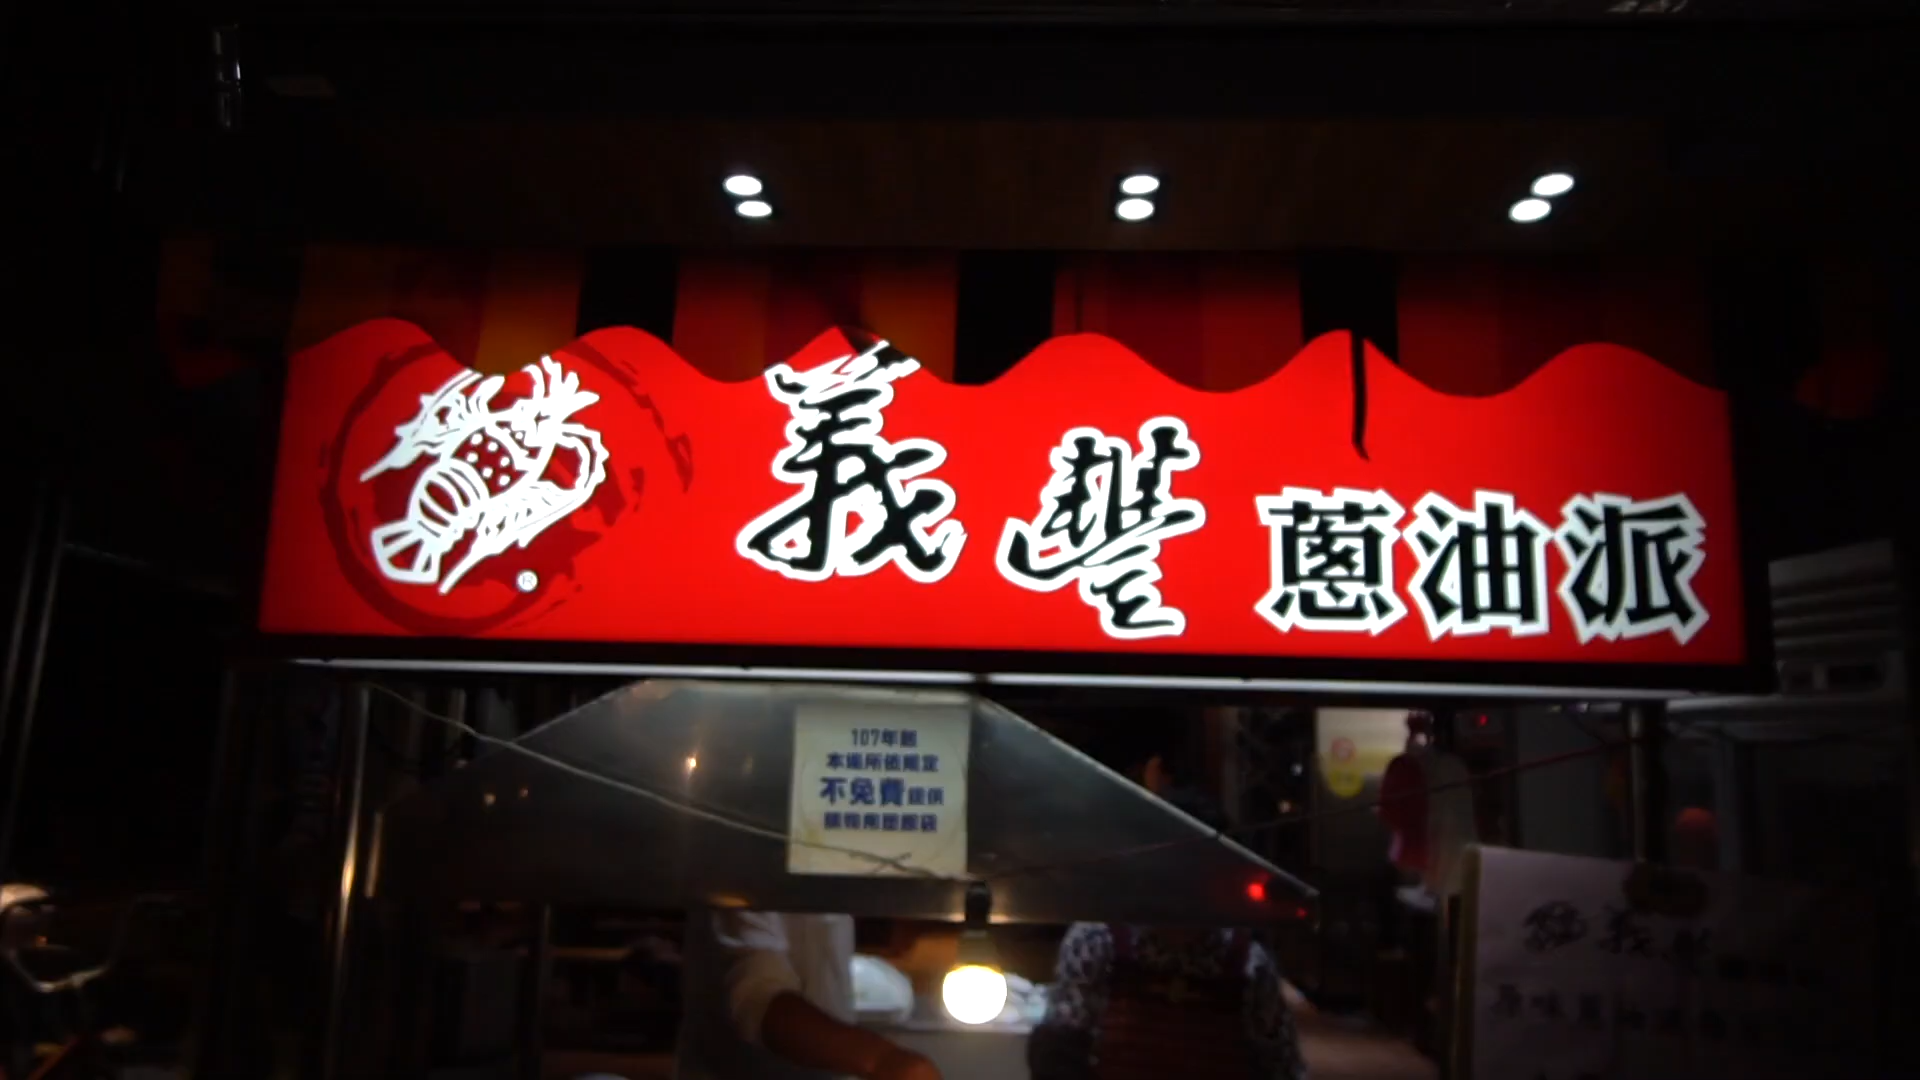 義豐 蔥油派
®
107年起
本場所依規定
不免費提供
購物用塑膠袋